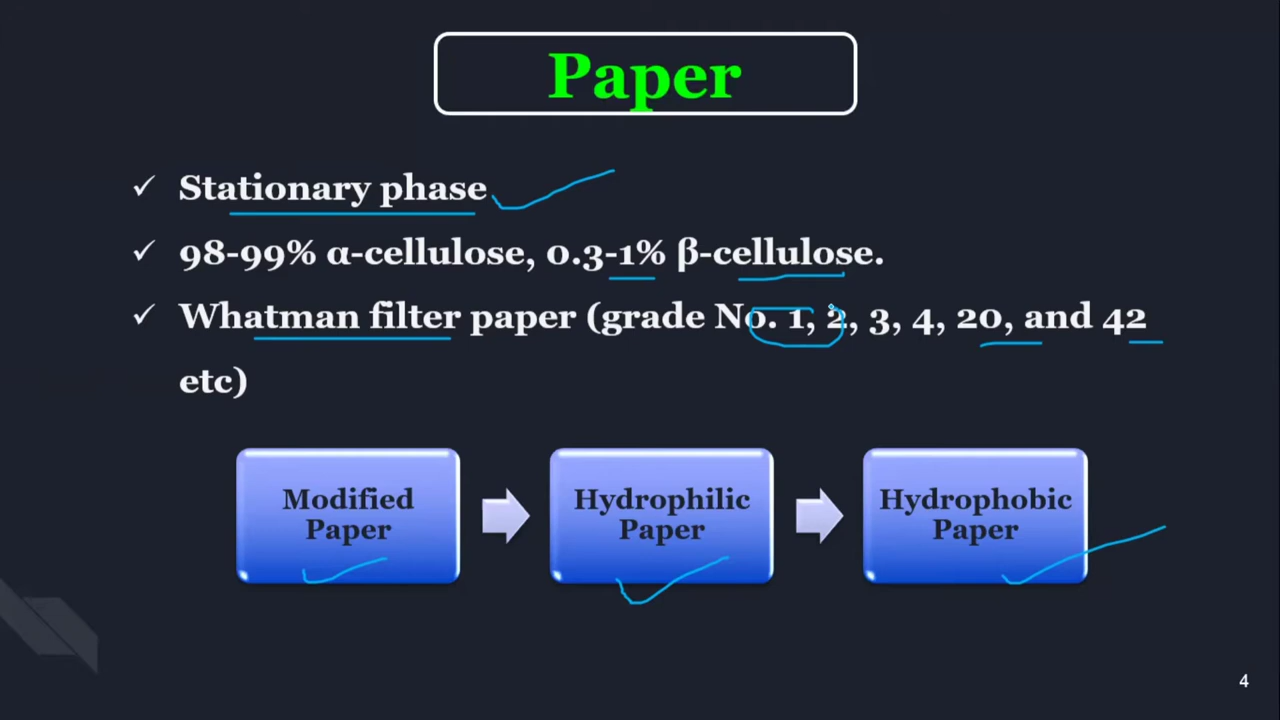 Paper
✓ Stationary phase
✓ 98-99% α-cellulose, 0.3-1% β-cellulose.
✓ Whatman filter paper (grade No. 1, 2, 3, 4, 20, and 42
etc)
Modified
Paper
Hydrophilic
Paper
Hydrophobic
Paper
4